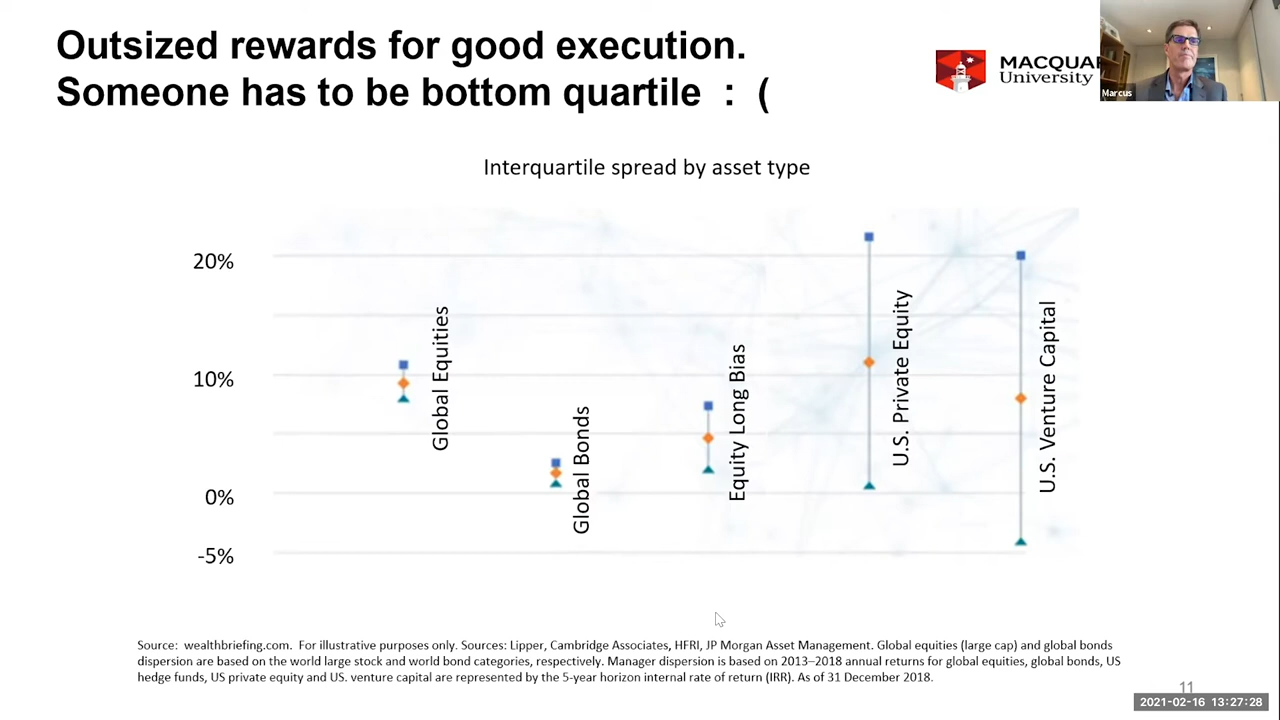 Outsized rewards for good execution.
Someone has to be bottom quartile : (
MACQUAR
University
Marcus
Interquartile spread by asset type
20%
10%
0%
-5%
Global Equities
Global Bonds
Equity Long Bias
U.S. Private Equity
U.S. Venture Capital
Source: wealthbriefing.com. For illustrative purposes only. Sources: Lipper, Cambridge Associates, HFRI, JP Morgan Asset Management. Global equities (large cap) and global bonds
dispersion are based on the world large stock and world bond categories, respectively. Manager dispersion is based on 2013–2018 annual returns for global equities, global bonds, US
hedge funds, US private equity and US. venture capital are represented by the 5-year horizon internal rate of return (IRR). As of 31 December 2018.
11
2021-02-16 13:27:28